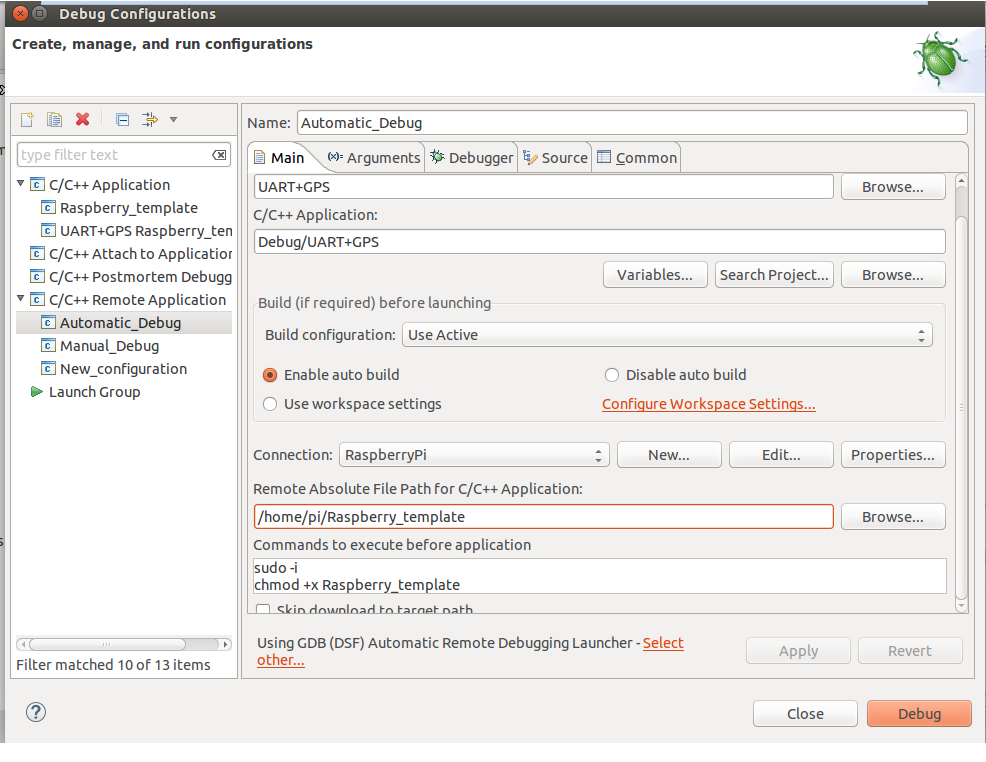 Debug Configurations
Create, manage, and run configurations
Name: Automatic_Debug
type filter text
C/C++ Application
Raspberry_template
UART+GPS Raspberry_ten
C/C++ Attach to Application
C/C++ Postmortem Debugg
C/C++ Remote Application
Automatic_Debug
Manual_Debug
New_configuration
Launch Group
Filter matched 10 of 13 items
Main (x)= Arguments Debugger Source Common
UART+GPS Browse...
C/C++ Application:
Debug/UART+GPS
Variables... Search Project... Browse...
Build (if required) before launching
Build configuration: Use Active
Enable auto build Disable auto build
Use workspace settings Configure Workspace Settings...
Connection: RaspberryPi New... Edit... Properties...
Remote Absolute File Path for C/C++ Application:
/home/pi/Raspberry_template Browse...
Commands to execute before application
sudo -i
chmod +x Raspberry_template
Skip download to target path
Using GDB (DSF) Automatic Remote Debugging Launcher - Select
other...
Apply Revert
? Close Debug